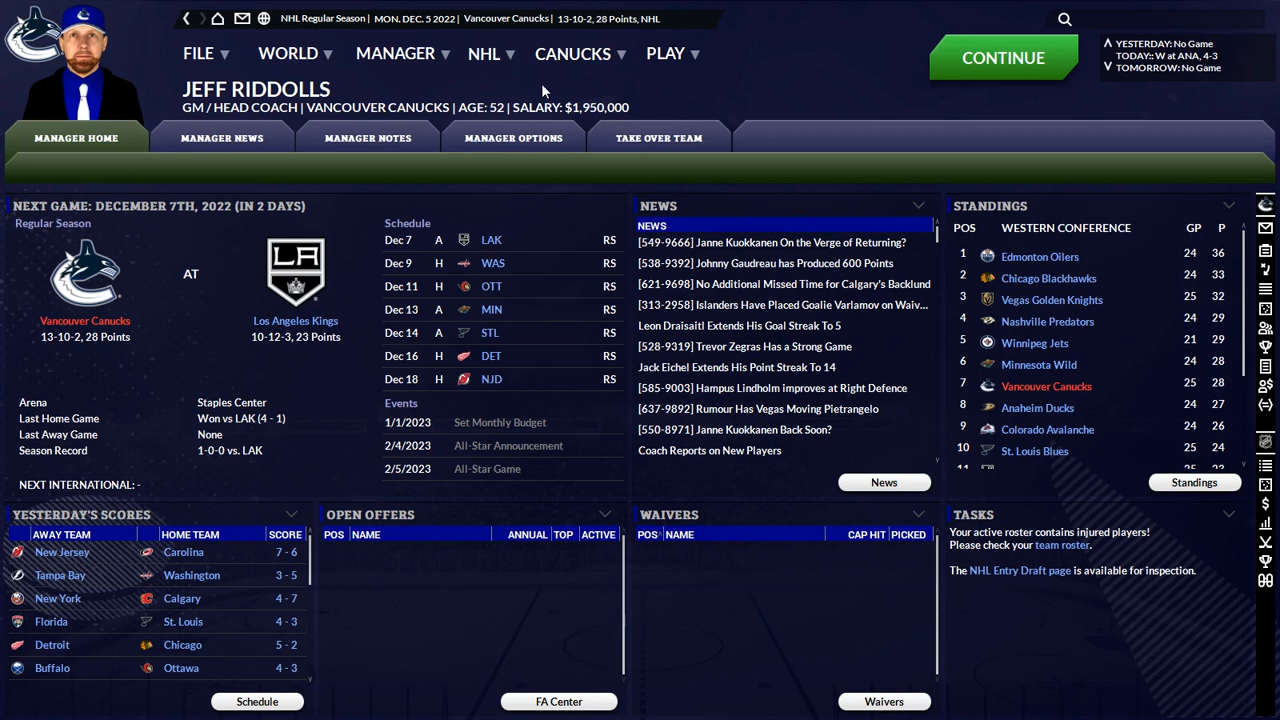 NHL Regular Season | MON. DEC. 5 2022 | Vancouver Canucks | 13-10-2, 28 Points, NHL
FILE WORLD MANAGER NHL CANUCKS PLAY
CONTINUE
YESTERDAY: No Game
TODAY:: W at ANA, 4-3
TOMORROW: No Game
JEFF RIDDOLLS
GM / HEAD COACH | VANCOUVER CANUCKS | AGE: 52 | SALARY: $1,950,000
MANAGER HOME MANAGER NEWS MANAGER NOTES MANAGER OPTIONS TAKE OVER TEAM
NEXT GAME: DECEMBER 7TH, 2022 (IN 2 DAYS)
Regular Season
AT
LA
Vancouver Canucks
13-10-2, 28 Points
Los Angeles Kings
10-12-3, 23 Points
Arena Staples Center
Last Home Game Won vs LAK (4 - 1)
Last Away Game None
Season Record 1-0-0 vs. LAK
NEXT INTERNATIONAL: -
Schedule
Dec 7 A LAK RS
Dec 9 H WAS RS
Dec 11 H OTT RS
Dec 13 A MIN RS
Dec 14 A STL RS
Dec 16 H DET RS
Dec 18 H NJD RS
Events
1/1/2023 Set Monthly Budget
2/4/2023 All-Star Announcement
2/5/2023 All-Star Game
NEWS
NEWS
[549-9666] Janne Kuokkanen On the Verge of Returning?
[538-9392] Johnny Gaudreau has Produced 600 Points
[621-9698] No Additional Missed Time for Calgary's Backlund
[313-2958] Islanders Have Placed Goalie Varlamov on Waiv...
Leon Draisaitl Extends His Goal Streak To 5
[528-9319] Trevor Zegras Has a Strong Game
Jack Eichel Extends His Point Streak To 14
[585-9003] Hampus Lindholm improves at Right Defence
[637-9892] Rumour Has Vegas Moving Pietrangelo
[550-8971] Janne Kuokkanen Back Soon?
Coach Reports on New Players
News
STANDINGS
POS WESTERN CONFERENCE GP P
1 Edmonton Oilers 24 36
2 Chicago Blackhawks 24 33
3 Vegas Golden Knights 25 32
4 Nashville Predators 24 29
5 Winnipeg Jets 21 29
6 Minnesota Wild 24 28
7 Vancouver Canucks 25 28
8 Anaheim Ducks 24 27
9 Colorado Avalanche 24 26
10 St. Louis Blues 25 24
Standings
YESTERDAY'S SCORES
AWAY TEAM HOME TEAM SCORE
New Jersey Carolina 7 - 6
Tampa Bay Washington 3 - 5
New York Calgary 4 - 7
Florida St. Louis 4 - 3
Detroit Chicago 5 - 2
Buffalo Ottawa 4 - 3
Schedule
OPEN OFFERS
POS NAME ANNUAL TOP ACTIVE
FA Center
WAIVERS
POS NAME CAP HIT PICKED
Waivers
TASKS
Your active roster contains injured players!
Please check your team roster.
The NHL Entry Draft page is available for inspection.